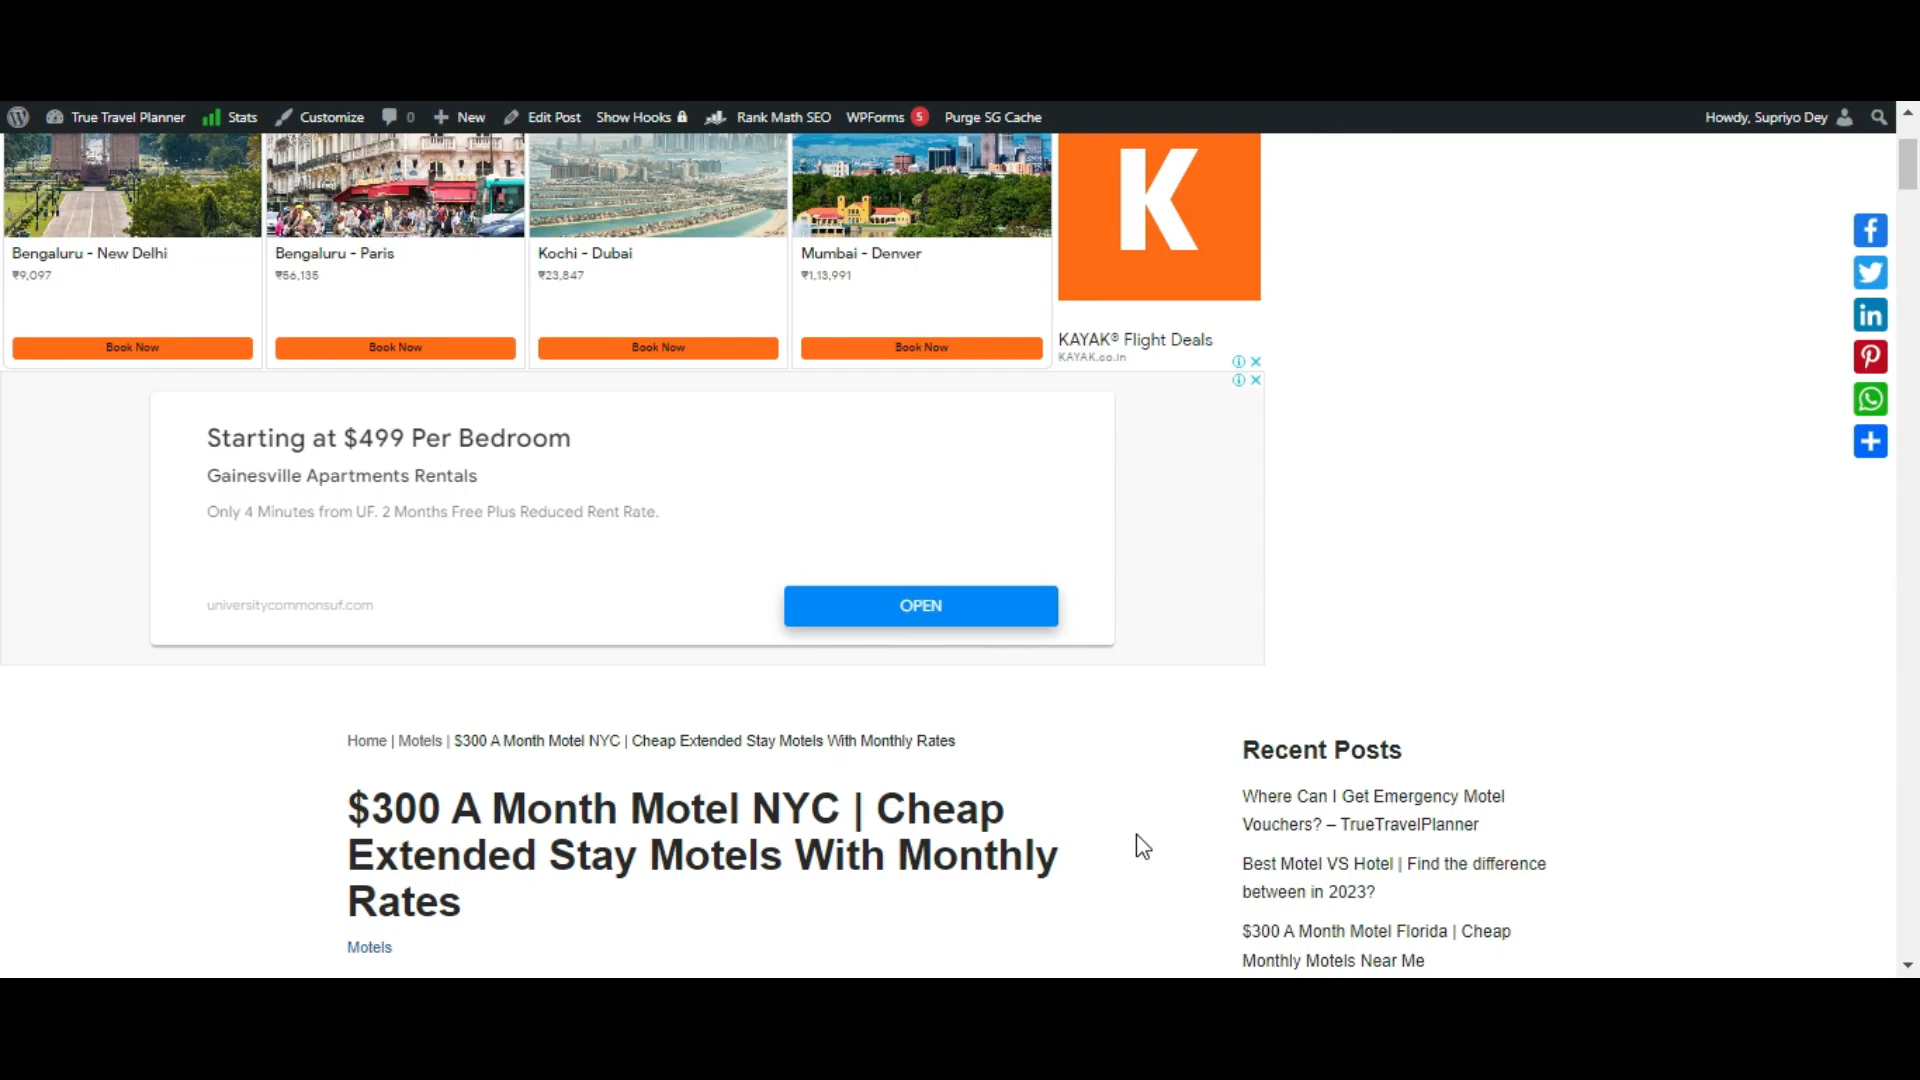 True Travel Planner Stats Customize 0 New Edit Post Show Hooks Rank Math SEO WPForms 5 Purge SG Cache Howdy, Supriyo Dey
K
Bengaluru - New Delhi
₹9,097
Book Now
Bengaluru - Paris
₹56,135
Book Now
Kochi - Dubai
₹23,847
Book Now
Mumbai - Denver
₹1,13,991
Book Now
KAYAK® Flight Deals
KAYAK.co.in
Starting at $499 Per Bedroom
Gainesville Apartments Rentals
Only 4 Minutes from UF. 2 Months Free Plus Reduced Rent Rate.
universitycommonsuf.com
OPEN
Home | Motels | $300 A Month Motel NYC | Cheap Extended Stay Motels With Monthly Rates
$300 A Month Motel NYC | Cheap
Extended Stay Motels With Monthly
Rates
Motels
Recent Posts
Where Can I Get Emergency Motel
Vouchers? – TrueTravelPlanner
Best Motel VS Hotel | Find the difference
between in 2023?
$300 A Month Motel Florida | Cheap
Monthly Motels Near Me